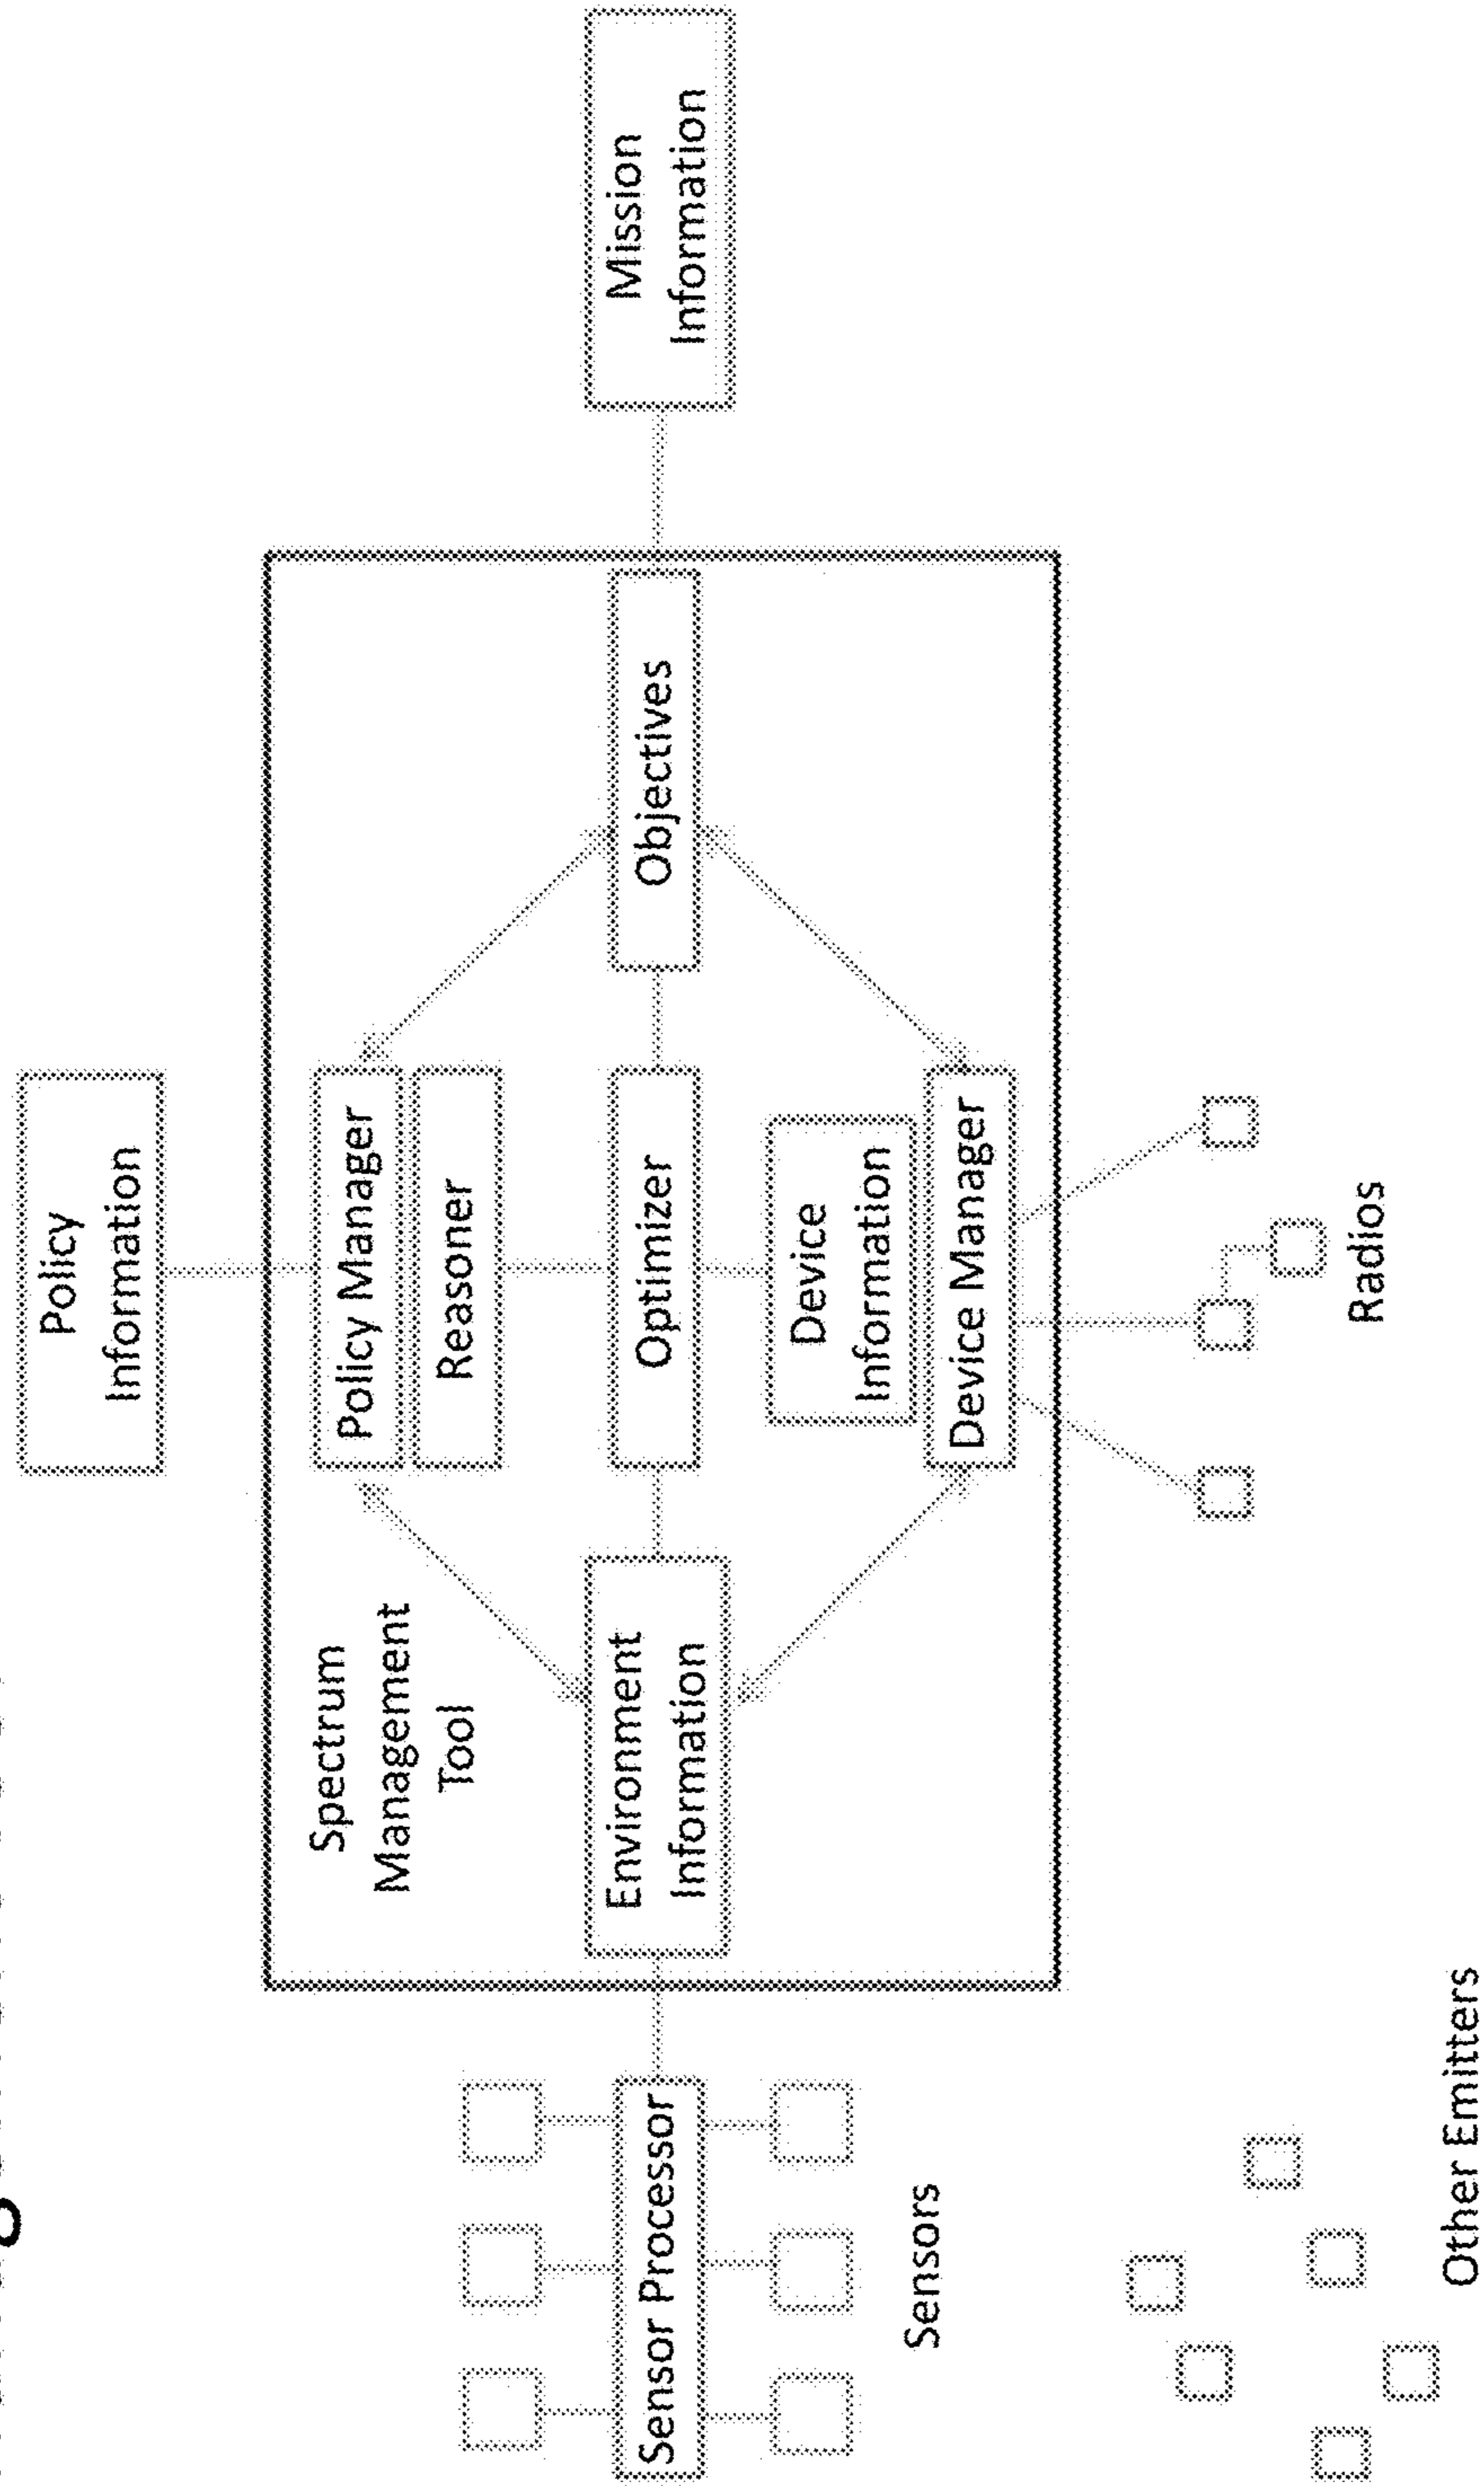 Policy
Information
Spectrum
Management
Tool
Policy Manager
Reasoner
Sensor Processor
Environment
Information
Optimizer
Objectives
Mission
Information
Device
Information
Device Manager
Sensors
Radios
Other Emitters